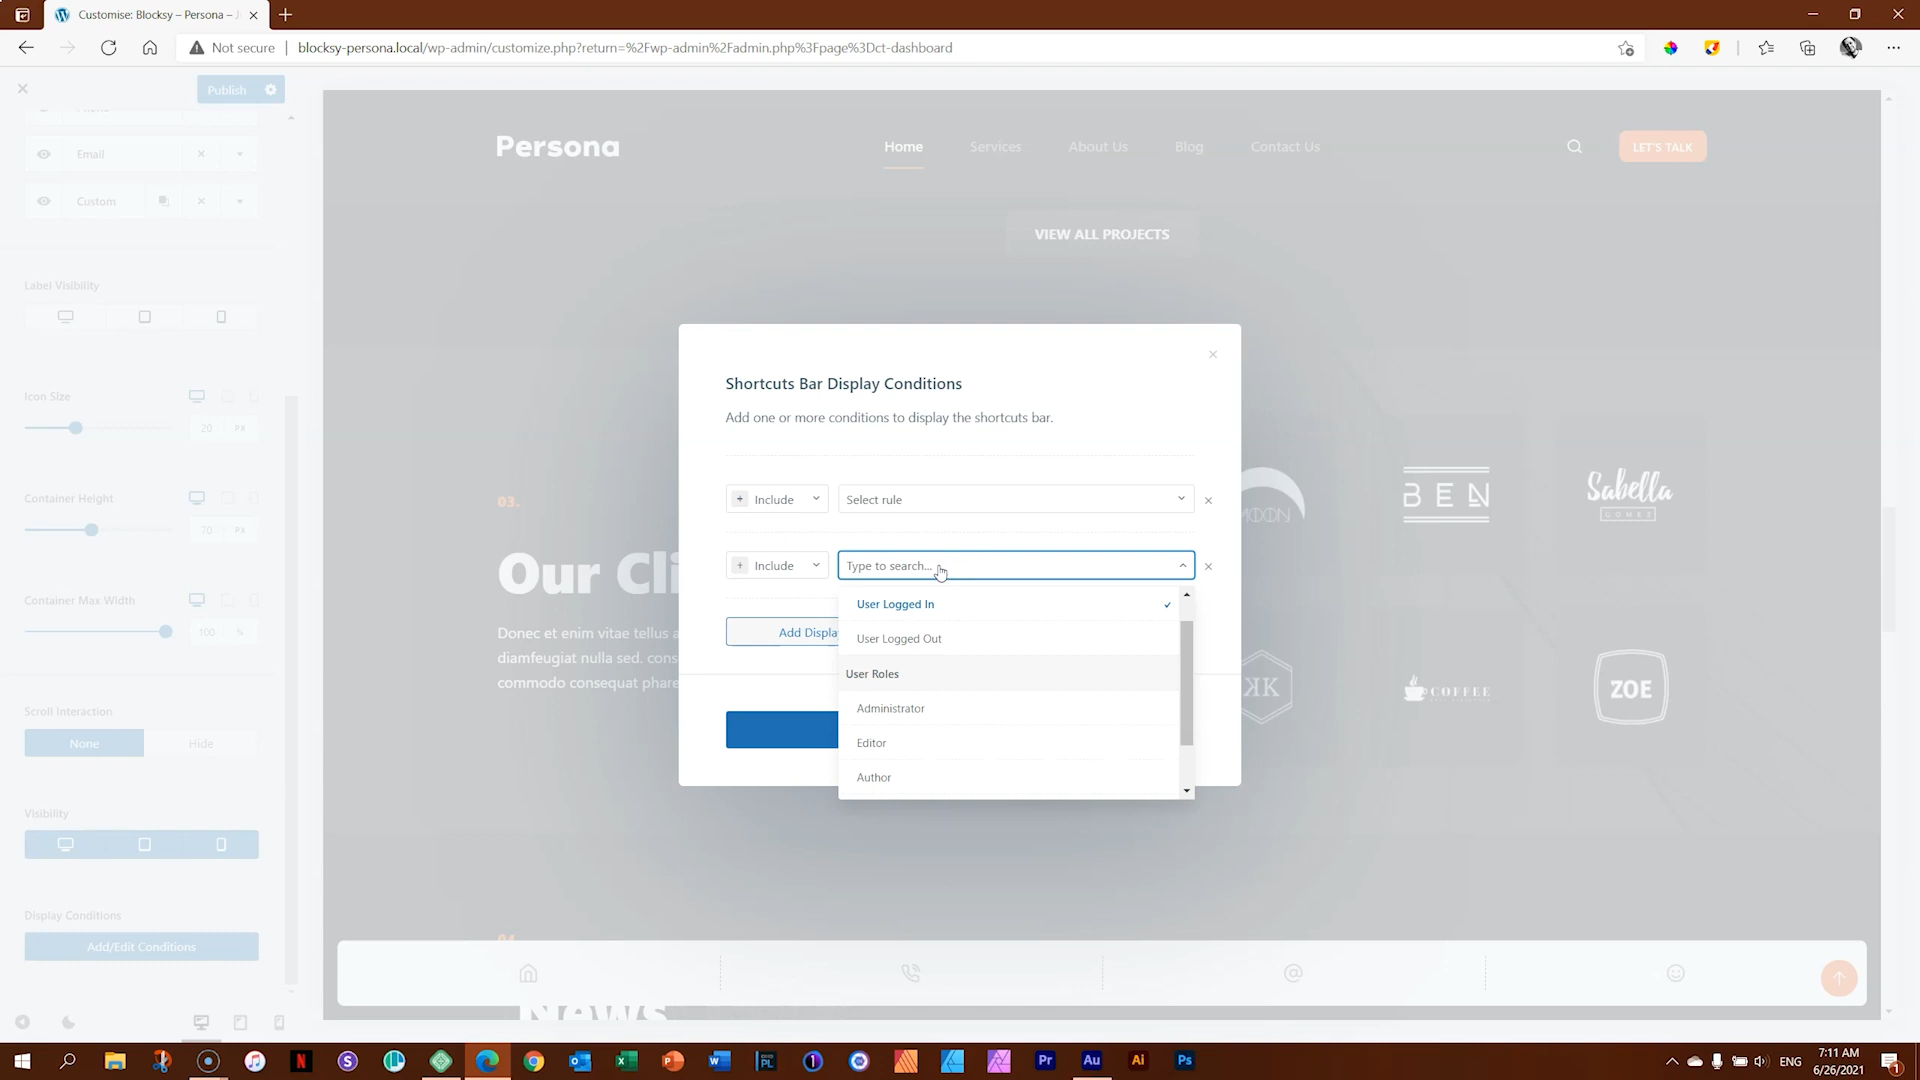 Customise: Blocksy – Persona –
Not secure
blocksy-persona.local/wp-admin/customize.php?return=%2Fwp-admin%2Fadmin.php%3Fpage%3Dct-dashboard
Publish
Email
Custom
Label Visibility
Icon Size
20 PX
Container Height
70 PX
Container Max Width
100 %
Scroll Interaction
None Hide
Visibility
Display Conditions
Add/Edit Conditions
Persona
Home Services About Us Blog Contact Us
LET'S TALK
VIEW ALL PROJECTS
03.
Our Cli
Donec et enim vitae tellus a
diamfeugiat nulla sed. cons
commodo consequat phare
MOON
BEN
Sabella
GOMEZ
KK
COFFEE
ZOE
News
Shortcuts Bar Display Conditions
Add one or more conditions to display the shortcuts bar.
Include Select rule
Include Type to search...
User Logged In
User Logged Out
User Roles
Administrator
Editor
Author
Add Displa
ENG
7:11 AM
6/26/2021